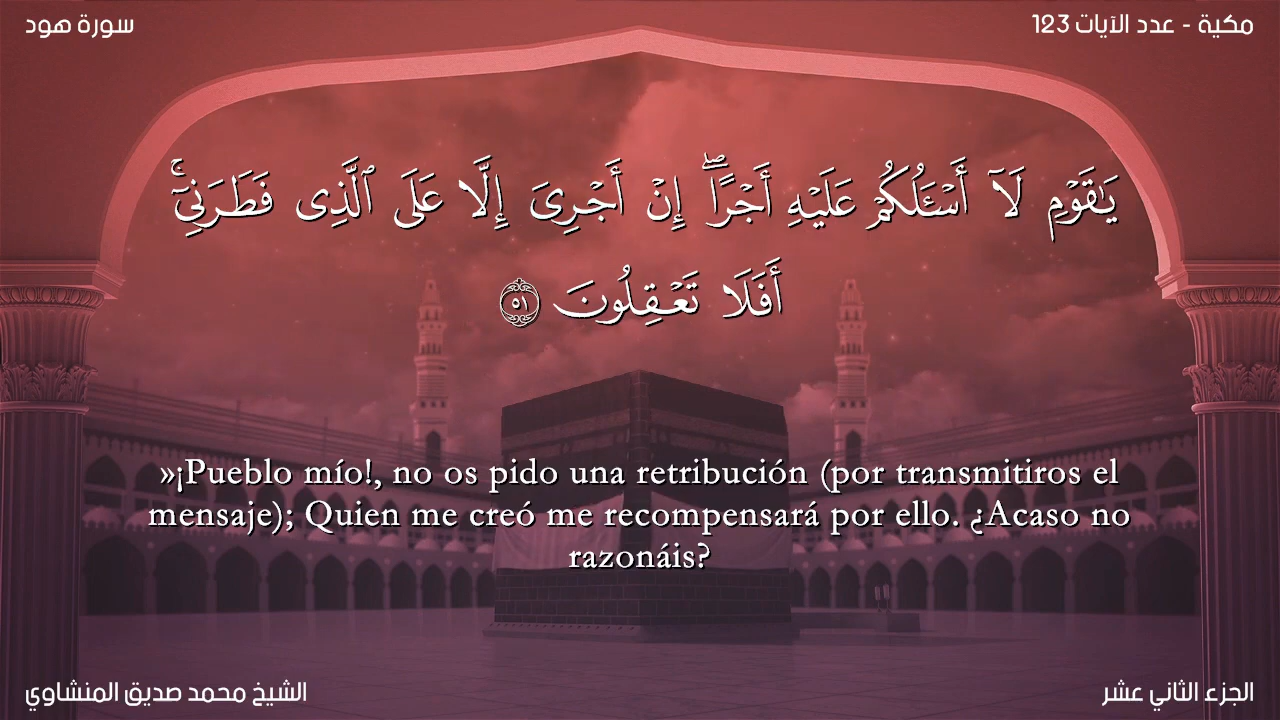 سورة هود
مكية - عدد الآيات 123
يَـٰقَوْمِ لَآ أَسْـَٔلُكُمْ عَلَيْهِ أَجْرًا ۖ إِنْ أَجْرِىَ إِلَّا عَلَى ٱلَّذِى فَطَرَنِىٓ ۚ
أَفَلَا تَعْقِلُونَ ٥١
»¡Pueblo mío!, no os pido una retribución (por transmitiros el
mensaje); Quien me creó me recompensará por ello. ¿Acaso no
razonáis?
الشيخ محمد صديق المنشاوي
الجزء الثاني عشر